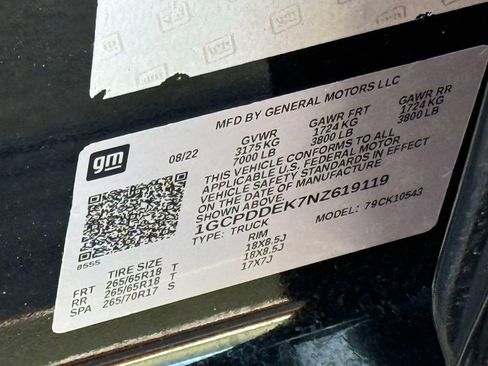 MFD BY GENERAL MOTORS LLC
gm
08/22
GVWR GAWR FRT GAWR RR
3175 KG 1724 KG 1724 KG
7000 LB 3800 LB 3800 LB
THIS VEHICLE CONFORMS TO ALL
APPLICABLE U.S. FEDERAL MOTOR
VEHICLE SAFETY STANDARDS IN EFFECT
ON THE DATE OF MANUFACTURE
SHOWN ABOVE.
1GCPDDEK7NZ619119
TYPE: TRUCK MODEL: 79CK10543
8555
TIRE SIZE RIM
FRT 265/65R18 T 18X8.5J
RR 265/65R18 T 18X8.5J
SPA 265/70R17 S 17X7J